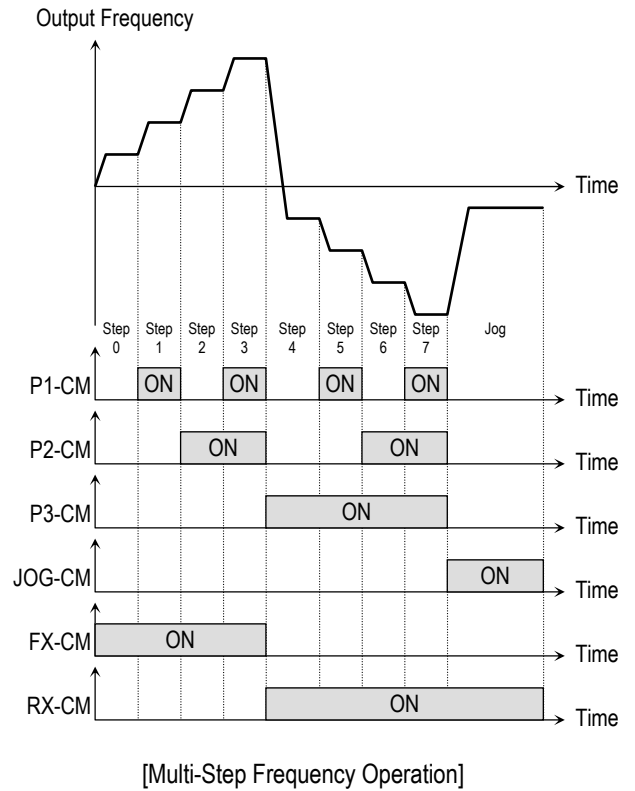 Output Frequency
Time
Step 0
Step 1
Step 2
Step 3
Step 4
Step 5
Step 6
Step 7
Jog
P1-CM
ON
ON
ON
ON
Time
P2-CM
ON
ON
Time
P3-CM
ON
Time
JOG-CM
ON
Time
FX-CM
ON
Time
RX-CM
ON
Time
[Multi-Step Frequency Operation]